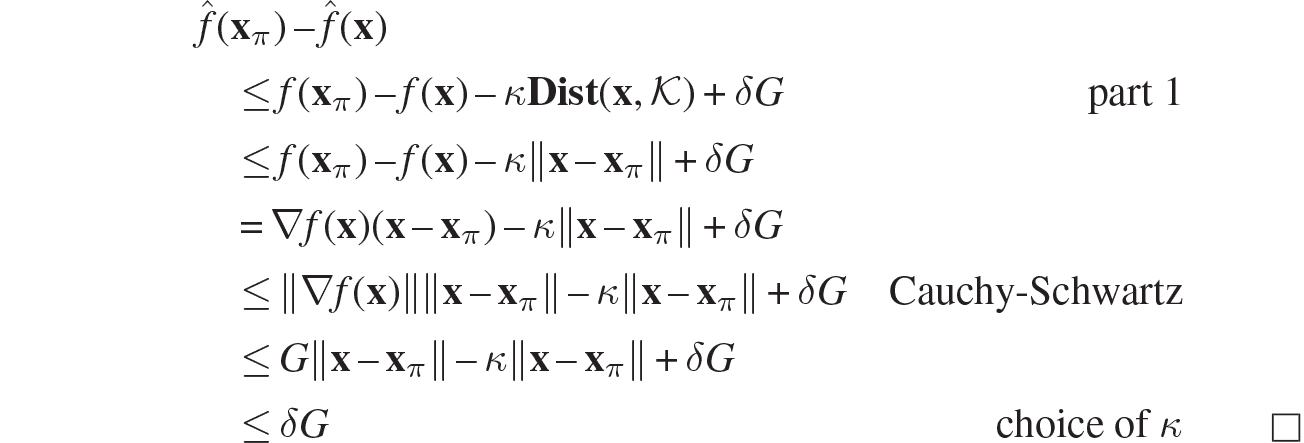 f̂(𝐱_π) – f̂(𝐱)
≤ f(𝐱_π) – f(𝐱) – κ𝐃𝐢𝐬𝐭(𝐱, 𝒦) + δG part 1
≤ f(𝐱_π) – f(𝐱) – κ‖𝐱 – 𝐱_π‖ + δG
= ∇f(𝐱)(𝐱 – 𝐱_π) – κ‖𝐱 – 𝐱_π‖ + δG
≤ ‖∇f(𝐱)‖‖𝐱 – 𝐱_π‖ – κ‖𝐱 – 𝐱_π‖ + δG Cauchy-Schwartz
≤ G‖𝐱 – 𝐱_π‖ – κ‖𝐱 – 𝐱_π‖ + δG
≤ δG choice of κ □